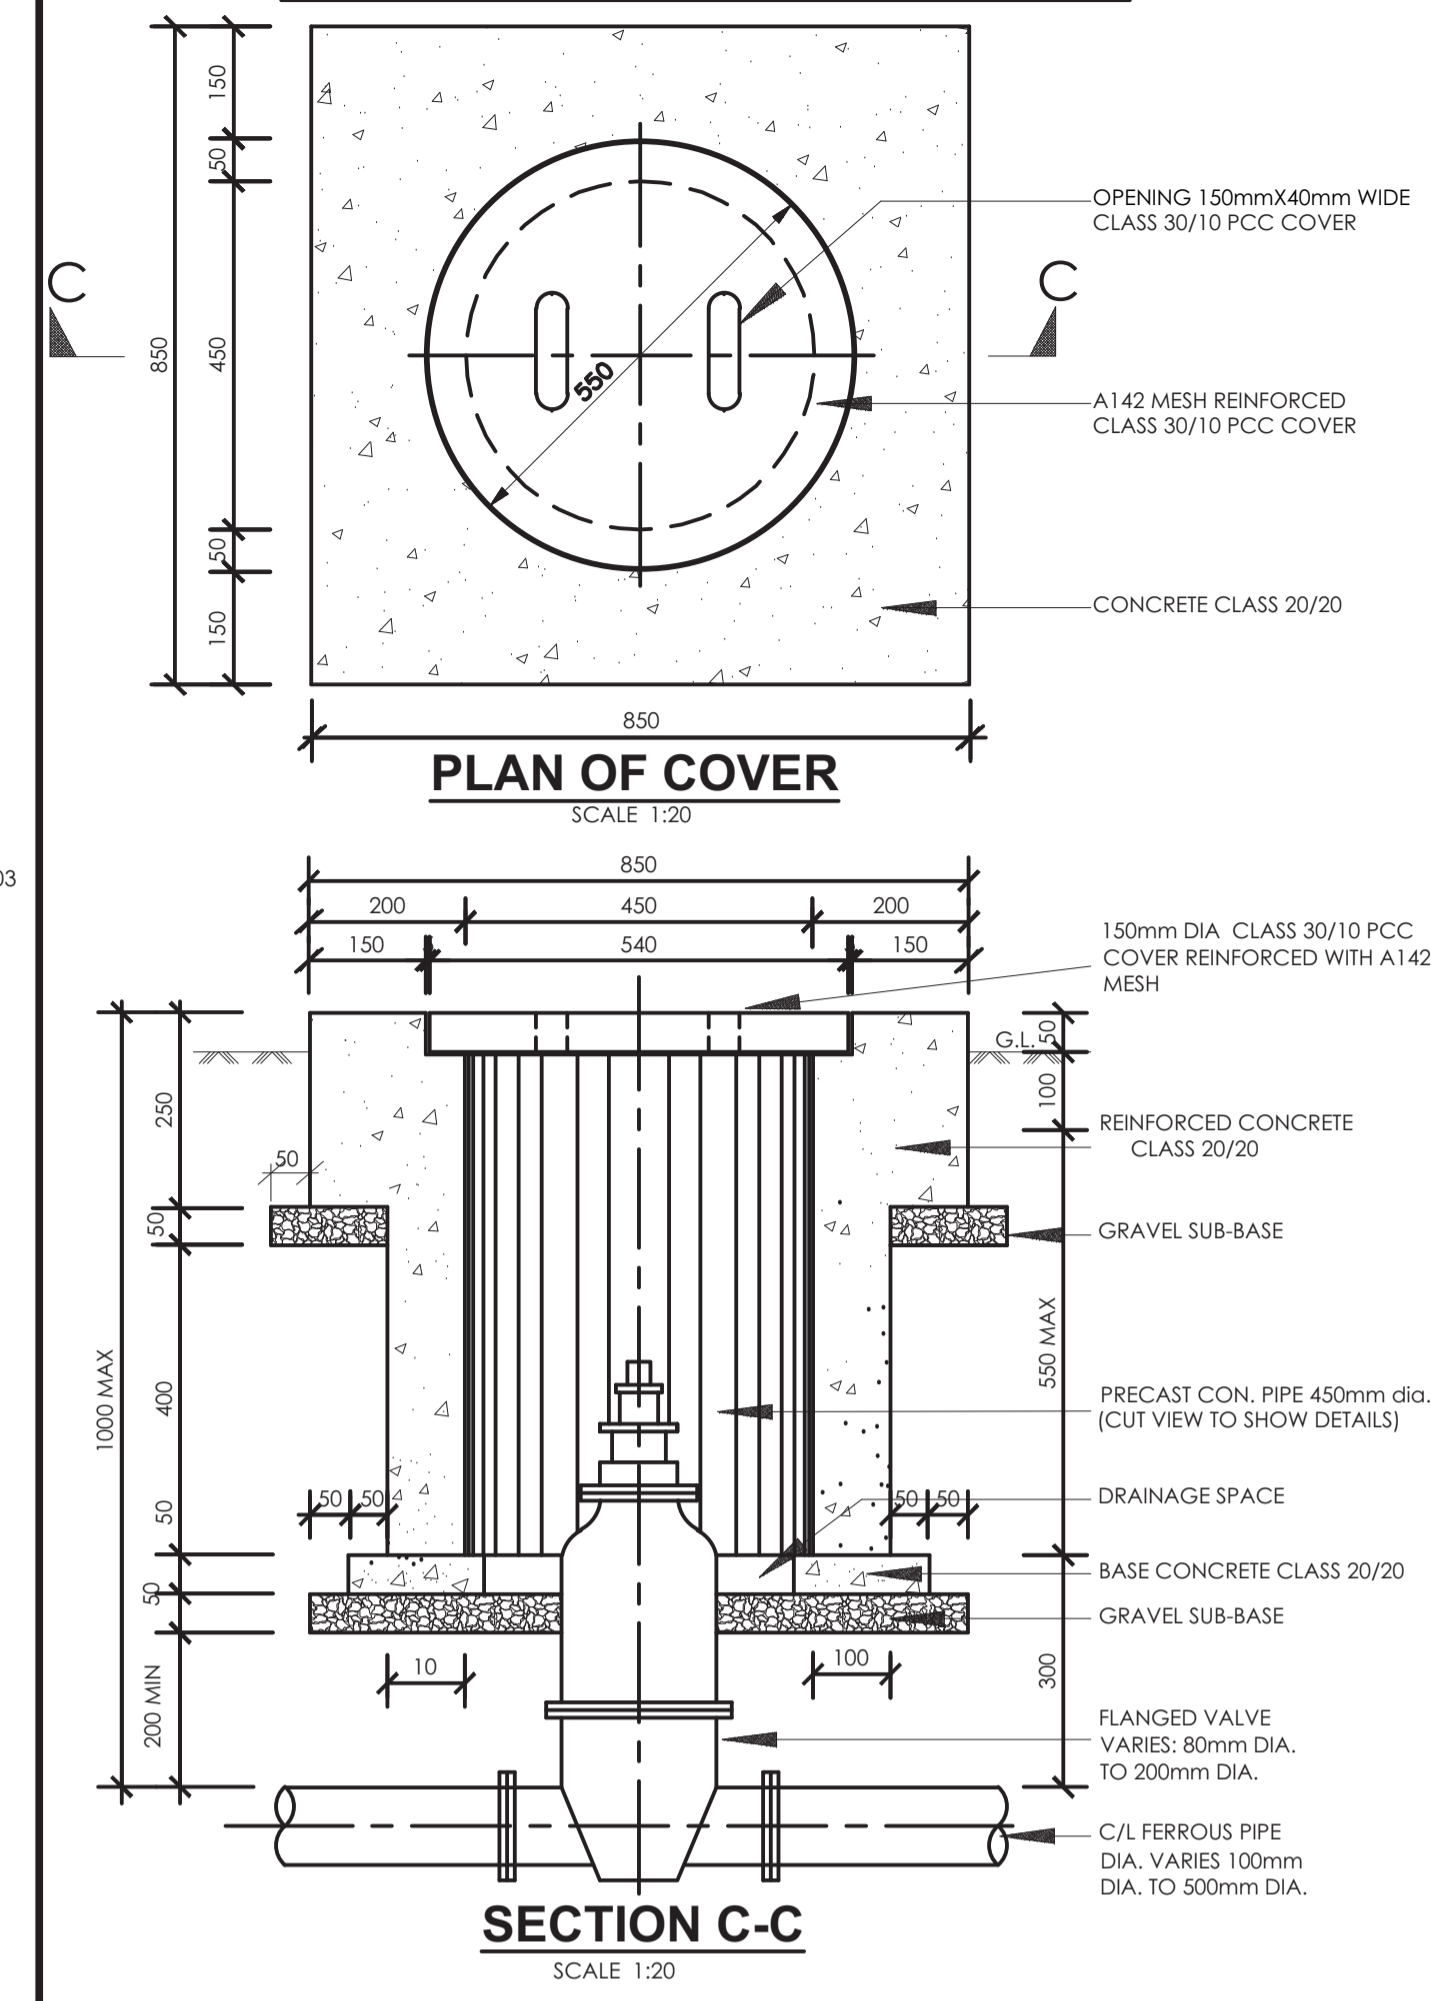 150
50
450
50
150
850
C
C
550
OPENING 150mmX40mm WIDE
CLASS 30/10 PCC COVER
A142 MESH REINFORCED
CLASS 30/10 PCC COVER
CONCRETE CLASS 20/20
850
PLAN OF COVER
SCALE 1:20
03
850
200
450
200
150
540
150
150mm DIA CLASS 30/10 PCC
COVER REINFORCED WITH A142
MESH
G.L.
50
100
250
50
50
REINFORCED CONCRETE
CLASS 20/20
GRAVEL SUB-BASE
1000 MAX
400
550 MAX
PRECAST CON. PIPE 450mm dia.
(CUT VIEW TO SHOW DETAILS)
50
50
50
50
50
DRAINAGE SPACE
BASE CONCRETE CLASS 20/20
50
GRAVEL SUB-BASE
10
100
200 MIN
300
FLANGED VALVE
VARIES: 80mm DIA.
TO 200mm DIA.
C/L FERROUS PIPE
DIA. VARIES 100mm
DIA. TO 500mm DIA.
SECTION C-C
SCALE 1:20